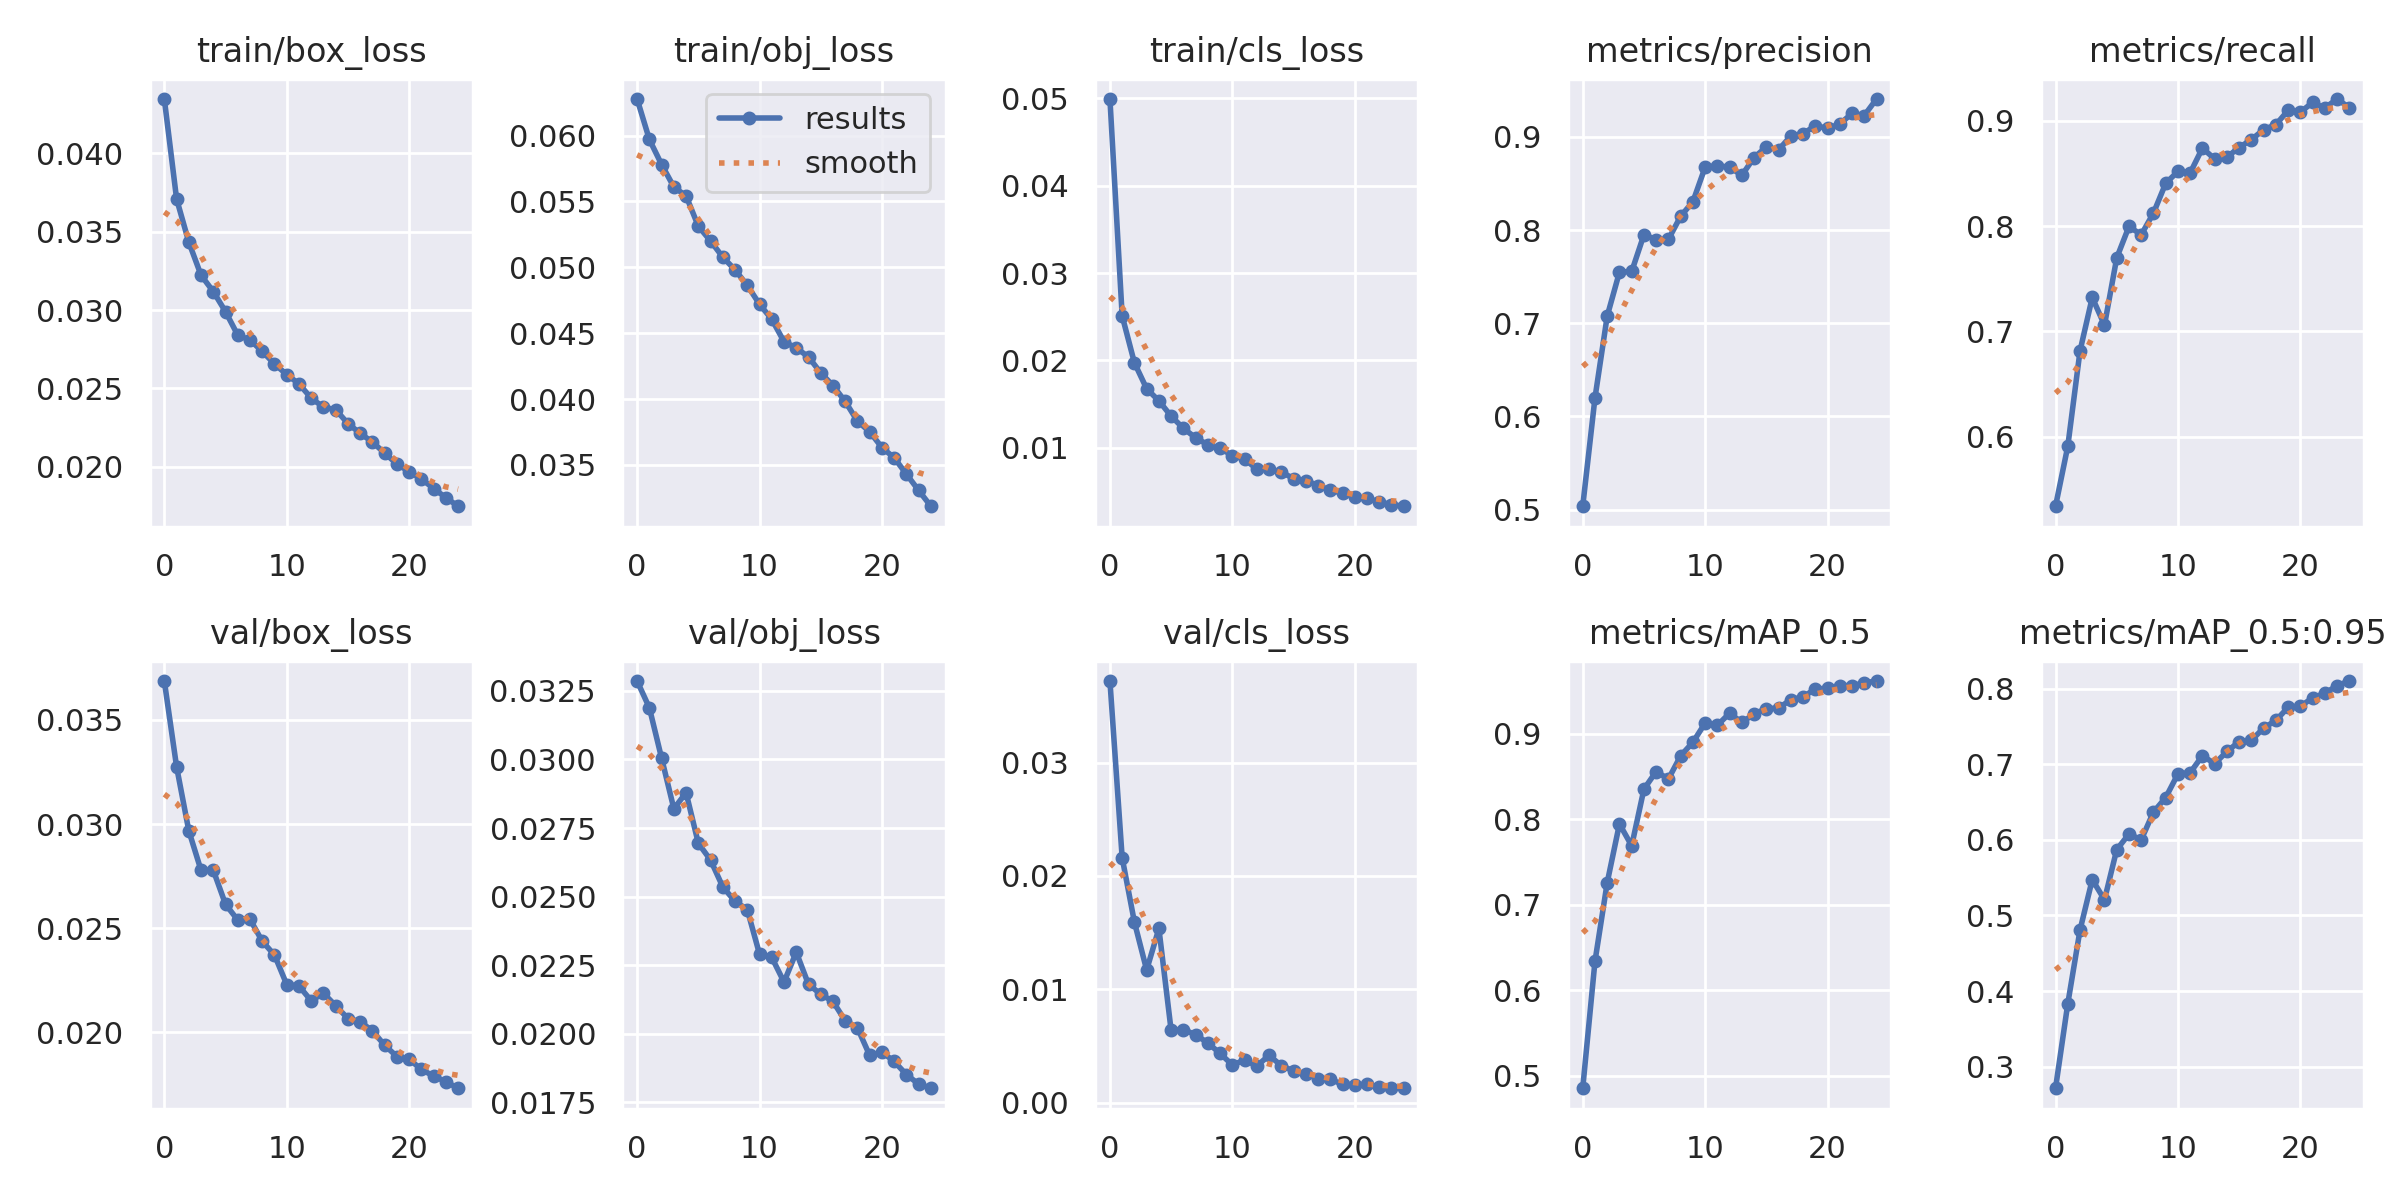 train/box_loss
0.040
0.035
0.030
0.025
0.020
0 10 20
train/obj_loss
results
smooth
0.060
0.055
0.050
0.045
0.040
0.035
0 10 20
train/cls_loss
0.05
0.04
0.03
0.02
0.01
0 10 20
metrics/precision
0.9
0.8
0.7
0.6
0.5
0 10 20
metrics/recall
0.9
0.8
0.7
0.6
0 10 20
val/box_loss
0.035
0.030
0.025
0.020
0 10 20
val/obj_loss
0.0325
0.0300
0.0275
0.0250
0.0225
0.0200
0.0175
0 10 20
val/cls_loss
0.03
0.02
0.01
0.00
0 10 20
metrics/mAP_0.5
0.9
0.8
0.7
0.6
0.5
0 10 20
metrics/mAP_0.5:0.95
0.8
0.7
0.6
0.5
0.4
0.3
0 10 20